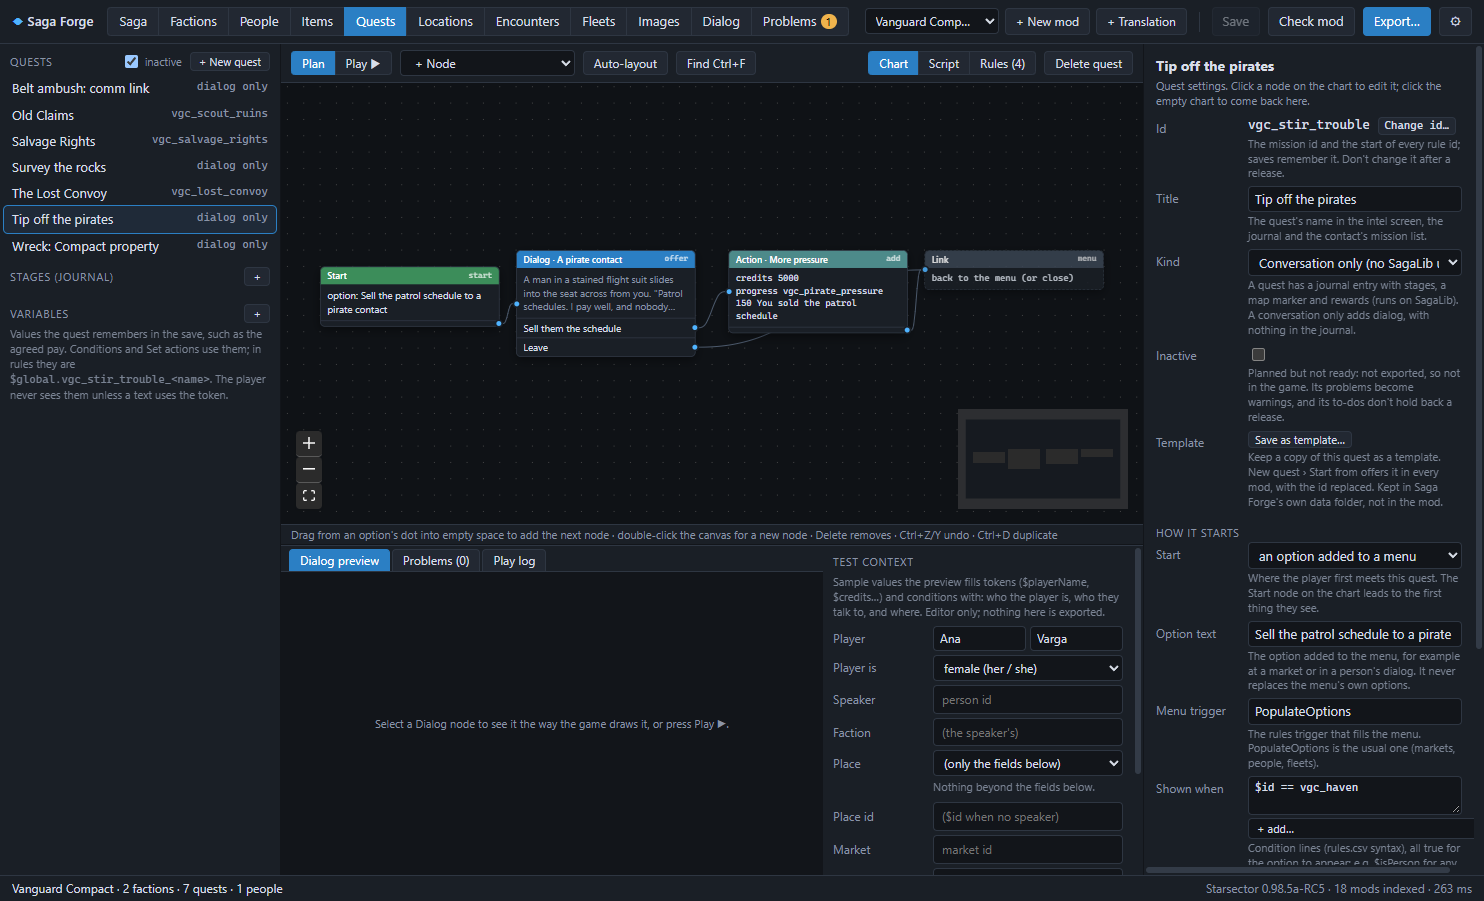 Saga Forge
Saga
Factions
People
Items
Quests
Locations
Encounters
Fleets
Images
Dialog
Problems 1
Vanguard Comp...
+ New mod
+ Translation
Save
Check mod
Export...
QUESTS
inactive
+ New quest
Belt ambush: comm link dialog only
Old Claims vgc_scout_ruins
Salvage Rights vgc_salvage_rights
Survey the rocks dialog only
The Lost Convoy vgc_lost_convoy
Tip off the pirates dialog only
Wreck: Compact property dialog only
STAGES (JOURNAL)
+
VARIABLES
+
Values the quest remembers in the save, such as the
agreed pay. Conditions and Set actions use them; in
rules they are
$global.vgc_stir_trouble_<name>. The player
never sees them unless a text uses the token.
Plan
Play ▶
+ Node
Auto-layout
Find Ctrl+F
Chart
Script
Rules (4)
Delete quest
Start start
option: Sell the patrol schedule to a
pirate contact
Dialog · A pirate contact offer
A man in a stained flight suit slides
into the seat across from you. "Patrol
schedules. I pay well, and nobody...
Sell them the schedule
Leave
Action · More pressure add
credits 5000
progress vgc_pirate_pressure
150 You sold the patrol
schedule
Link menu
back to the menu (or close)
Drag from an option's dot into empty space to add the next node · double-click the canvas for a new node · Delete removes · Ctrl+Z/Y undo · Ctrl+D duplicate
Dialog preview
Problems (0)
Play log
Select a Dialog node to see it the way the game draws it, or press Play ▶.
TEST CONTEXT
Sample values the preview fills tokens ($playerName,
$credits...) and conditions with: who the player is, who they
talk to, and where. Editor only; nothing here is exported.
Player Ana Varga
Player is female (her / she)
Speaker person id
Faction (the speaker's)
Place (only the fields below)
Nothing beyond the fields below.
Place id ($id when no speaker)
Market market id
Tip off the pirates
Quest settings. Click a node on the chart to edit it; click the
empty chart to come back here.
Id vgc_stir_trouble Change id…
The mission id and the start of every rule id;
saves remember it. Don't change it after a
release.
Title Tip off the pirates
The quest's name in the intel screen, the
journal and the contact's mission list.
Kind Conversation only (no SagaLib
A quest has a journal entry with stages, a
map marker and rewards (runs on SagaLib).
A conversation only adds dialog, with
nothing in the journal.
Inactive
Planned but not ready: not exported, so not
in the game. Its problems become
warnings, and its to-dos don't hold back a
release.
Template Save as template...
Keep a copy of this quest as a template.
New quest › Start from offers it in every
mod, with the id replaced. Kept in Saga
Forge's own data folder, not in the mod.
HOW IT STARTS
Start an option added to a menu
Where the player first meets this quest. The
Start node on the chart leads to the first
thing they see.
Option text Sell the patrol schedule to a pirate
The option added to the menu, for example
at a market or in a person's dialog. It never
replaces the menu's own options.
Menu trigger PopulateOptions
The rules trigger that fills the menu.
PopulateOptions is the usual one (markets,
people, fleets).
Shown when $id == vgc_haven
+ add...
Condition lines (rules.csv syntax), all true for
the option to appear: e.g. $isPerson for any
Vanguard Compact · 2 factions · 7 quests · 1 people
Starsector 0.98.5a-RC5 · 18 mods indexed · 263 ms